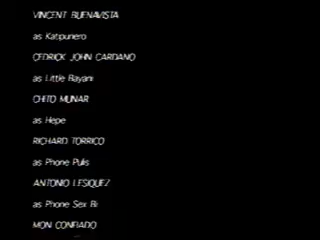 VINCENT BUENAVISTA
as Katipunero
CEDRICK JOHN CARDANO
as Little Bayani
CHITO MUNAR
as Hepe
RICHARD TORRICO
as Phone Pulis
ANTONIO LESIQUEZ
as Phone Sex Bi
MON CONFIADO